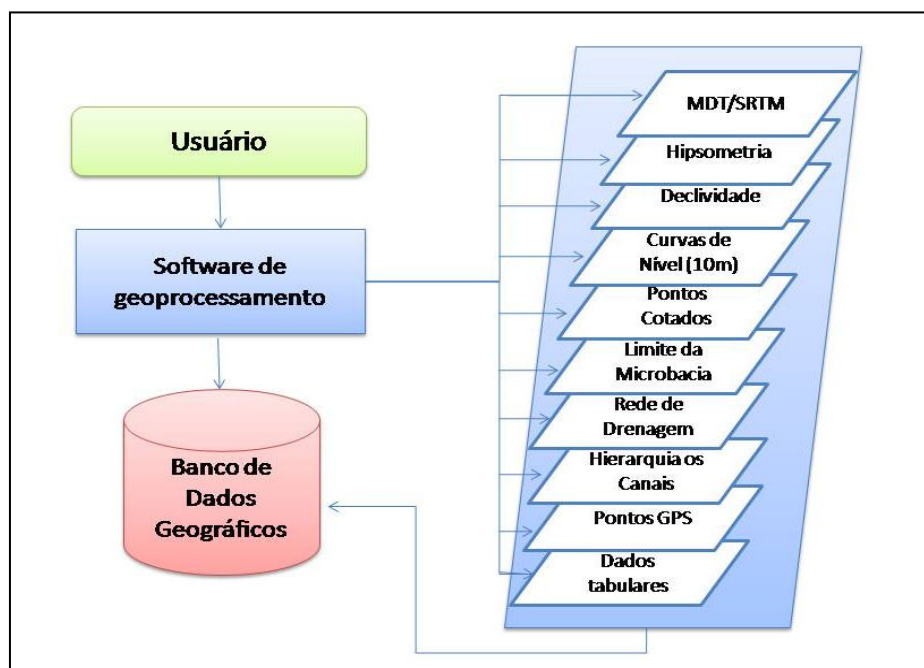 Usuário
Software de
geoprocessamento
Banco de
Dados
Geográficos
MDT/SRTM
Hipsometria
Declividade
Curvas de
Nível (10m)
Pontos
Cotados
Limite da
Microbacia
Rede de
Drenagem
Hierarquia os
Canais
Pontos GPS
Dados
tabulares